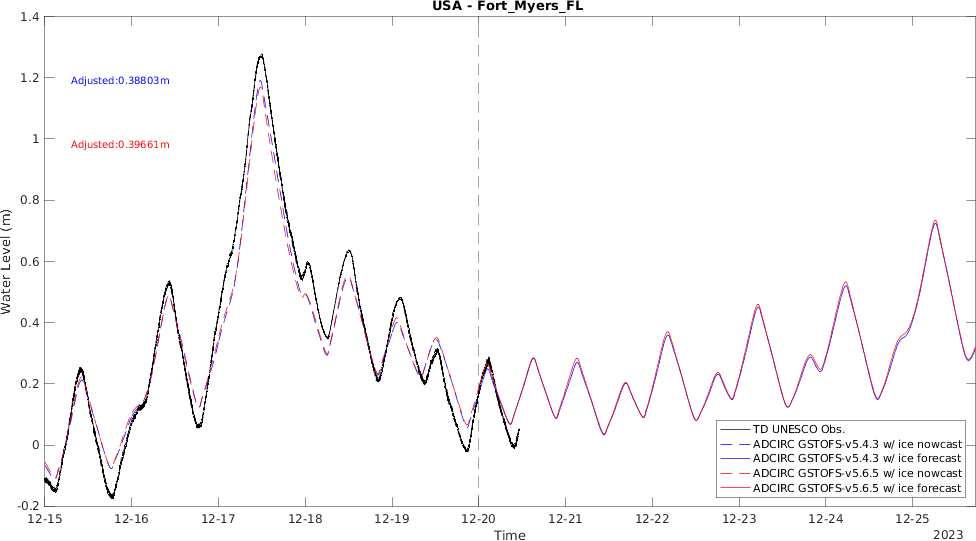 USA - Fort_Myers_FL
1.4
1.2
1
0.8
0.6
0.4
0.2
0
-0.2
Water Level (m)
Adjusted:0.38803m
Adjusted:0.39661m
TD UNESCO Obs.
ADCIRC GSTOFS-v5.4.3 w/ ice nowcast
ADCIRC GSTOFS-v5.4.3 w/ ice forecast
ADCIRC GSTOFS-v5.6.5 w/ ice nowcast
ADCIRC GSTOFS-v5.6.5 w/ ice forecast
12-15 12-16 12-17 12-18 12-19 12-20 12-21 12-22 12-23 12-24 12-25
Time
2023